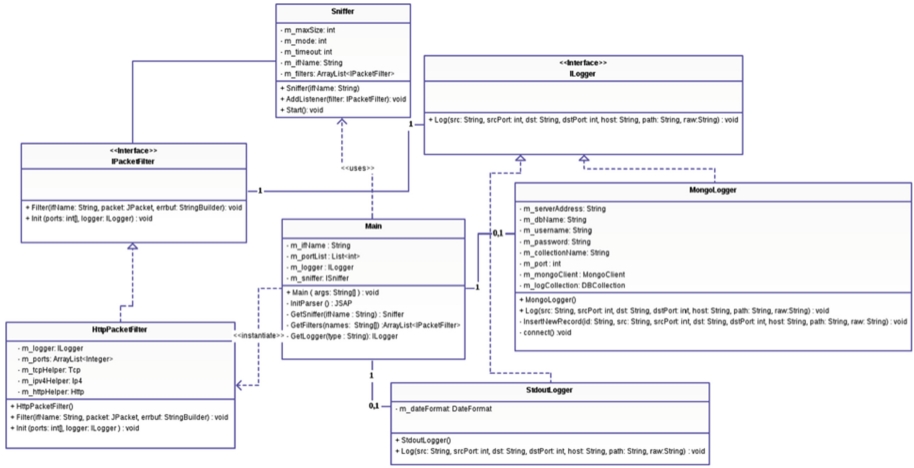 Sniffer
- m_maxSize: int
- m_mode: int
- m_timeout: int
- m_ifName: String
- m_filters: ArrayList<IPacketFilter>
+ Sniffer(ifName: String)
+ AddListener(filter: IPacketFilter): void
+ Start(): void
<<Interface>>
ILogger
+ Log(src: String, srcPort: int, dst: String, dstPort: int, host: String, path: String, raw:String) : void
1
<<Interface>>
IPacketFilter
+ Filter(ifName: String, packet: JPacket, errbuf: StringBuilder): void
+ Init (ports: int[], logger: ILogger) : void
1
<<uses>>
MongoLogger
- m_serverAddress: String
- m_dbName: String
- m_username: String
- m_password: String
- m_collectionName: String
- m_port : int
- m_mongoClient : MongoClient
- m_logCollection: DBCollection
+ MongoLogger()
+ Log(src: String, srcPort: int, dst: String, dstPort: int, host: String, path: String, raw: String) : void
- InsertNewRecord(id: String, src: String, srcPort: int, dst: String, dstPort: int, host: String, path: String, raw: String) : void
- connect() :void
0,1
1
Main
- m_ifName : String
- m_portList : List<int>
- m_logger : ILogger
- m_sniffer: ISniffer
+ Main ( args: String[] ) : void
- InitParser () : JSAP
- GetSniffer(ifName : String) : Sniffer
- GetFilters(names: String[]) :ArrayList<IPacketFilter>
- GetLogger(type : String): ILogger
<<instantiate>>
HttpPacketFilter
- m_logger: ILogger
- m_ports: ArrayList<Integer>
- m_tcpHelper: Tcp
- m_ipv4Helper: Ip4
- m_httpHelper: Http
+ HttpPacketFilter()
+ Filter(ifName: String, packet: JPacket, errbuf: StringBuilder) : void
+ Init (ports: int[], logger: ILogger ) : void
1
0,1
StdoutLogger
- m_dateFormat: DateFormat
+ StdoutLogger()
+ Log(src: String, srcPort: int, dst: String, dstPort: int, host: String, path: String, raw:String) : void